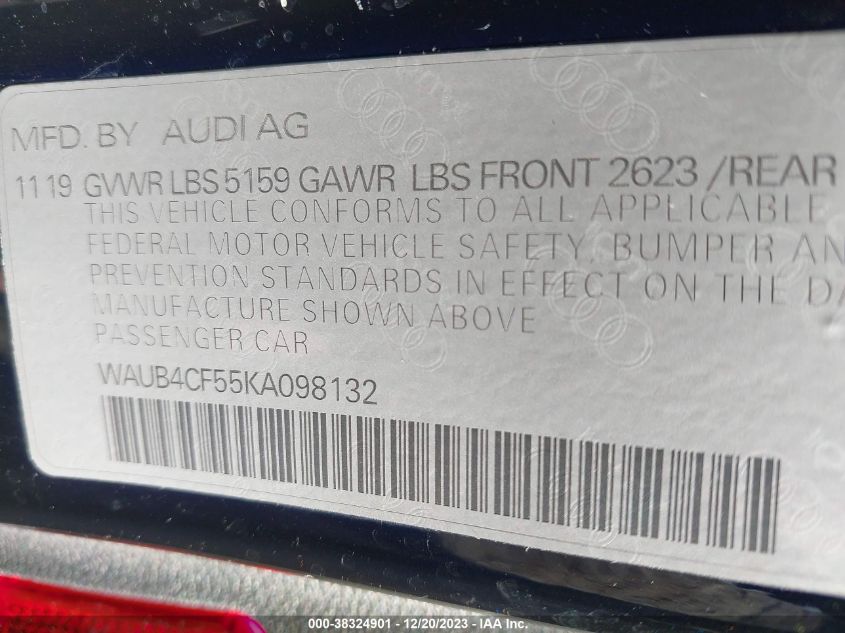 MFD. BY AUDI AG
11 19 GVWR LBS 5159 GAWR LBS FRONT 2623 /REAR
THIS VEHICLE CONFORMS TO ALL APPLICABLE
FEDERAL MOTOR VEHICLE SAFETY, BUMPER AN
PREVENTION STANDARDS IN EFFECT ON THE DA
MANUFACTURE SHOWN ABOVE
PASSENGER CAR
WAUB4CF55KA098132
000-38324901 - 12/20/2023 - IAA Inc.